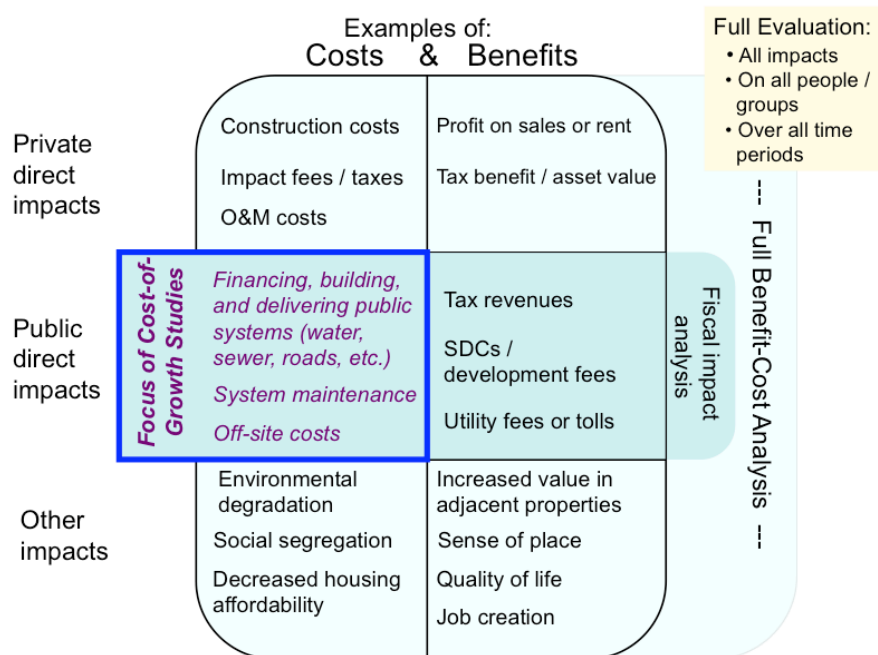 Examples of:
Costs & Benefits
Full Evaluation:
• All impacts
• On all people /
groups
• Over all time
periods
Private
direct
impacts
Construction costs
Impact fees / taxes
O&M costs
Profit on sales or rent
Tax benefit / asset value
Public
direct
impacts
Focus of Cost-of-
Growth Studies
Financing, building,
and delivering public
systems (water,
sewer, roads, etc.)
System maintenance
Off-site costs
Tax revenues
SDCs /
development fees
Utility fees or tolls
Fiscal impact
analysis
--- Full Benefit-Cost Analysis ---
Other
impacts
Environmental
degradation
Social segregation
Decreased housing
affordability
Increased value in
adjacent properties
Sense of place
Quality of life
Job creation